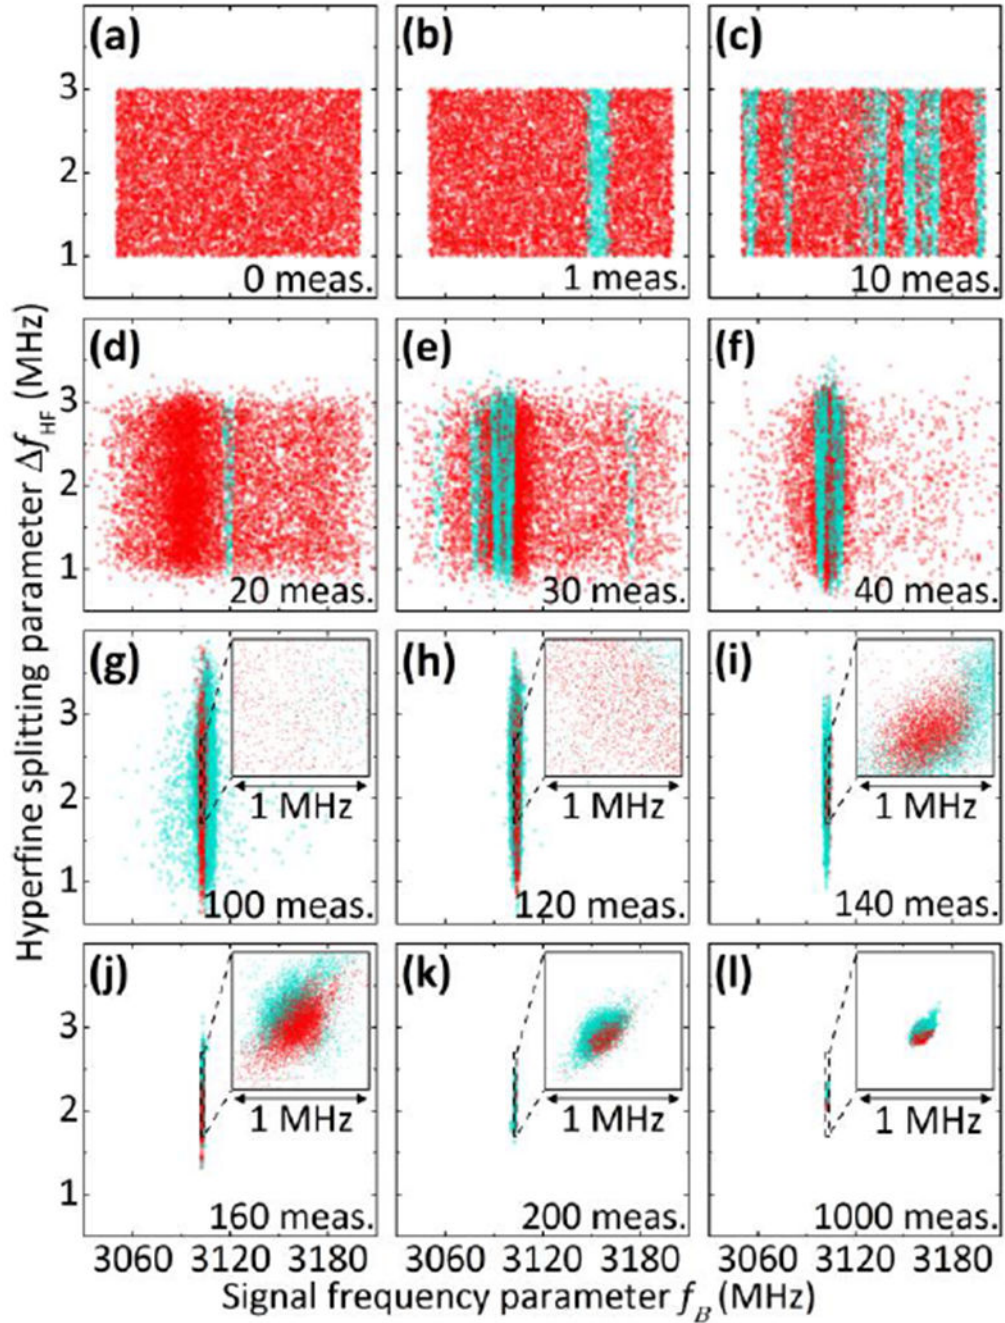 (a)
(b)
(c)
3
2
1
0 meas.
1 meas.
10 meas.
(d)
(e)
(f)
3
2
1
20 meas.
30 meas.
40 meas.
(g)
(h)
(i)
3
2
1
1 MHz
1 MHz
1 MHz
100 meas.
120 meas.
140 meas.
(j)
(k)
(l)
3
2
1
1 MHz
1 MHz
1 MHz
160 meas.
200 meas.
1000 meas.
3060 3120 3180 3060 3120 3180 3060 3120 3180
Signal frequency parameter f_B (MHz)
Hyperfine splitting parameter Δf_HF (MHz)